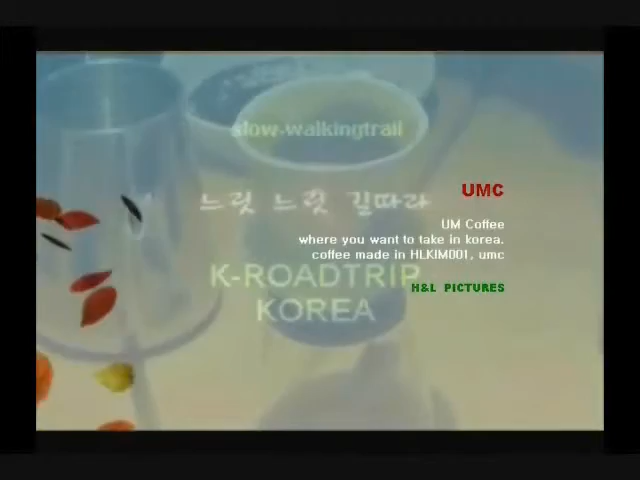 slow-walkingtrail
느릿 느릿 길따라
UMC
UM Coffee
where you want to take in korea.
coffee made in HLKIM001, umc
K-ROADTRIP
KOREA
H&L PICTURES